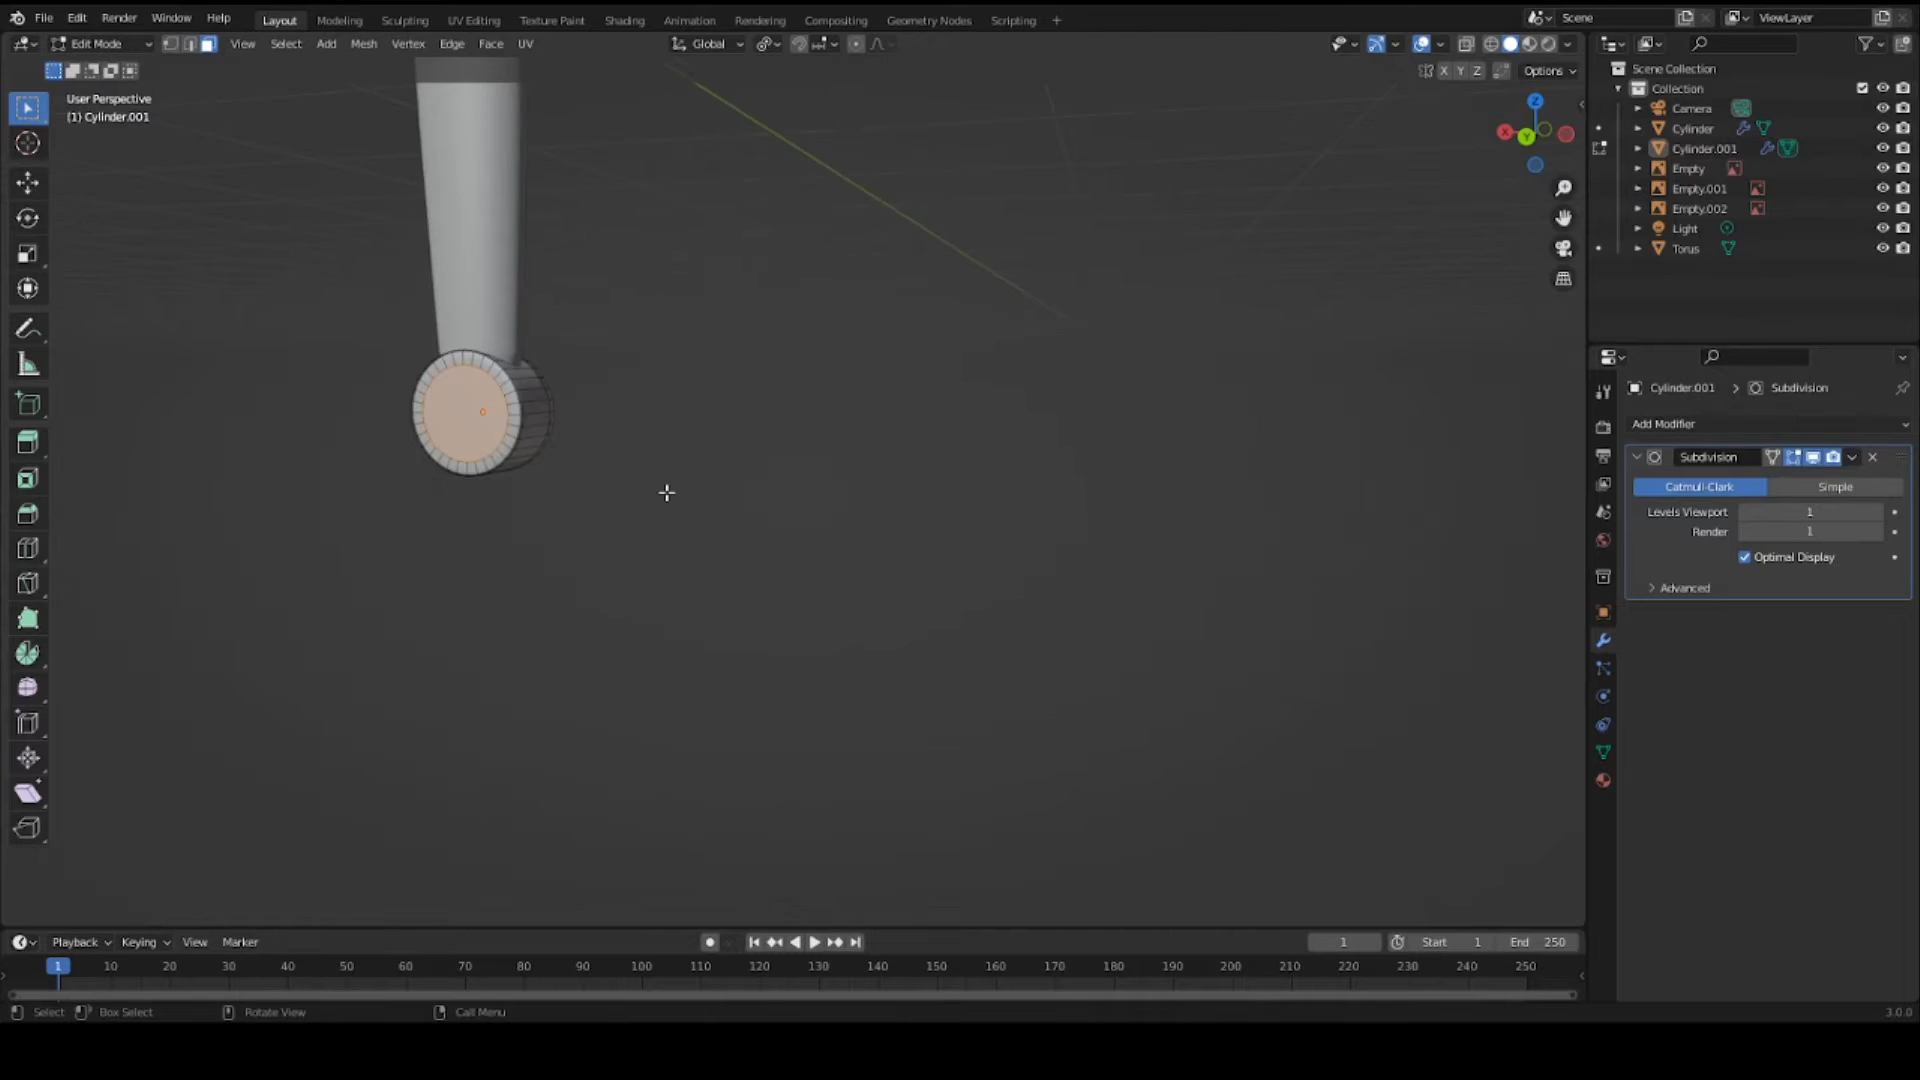 File Edit Render Window Help Layout Modeling Sculpting UV Editing Texture Paint Shading Animation Rendering Compositing Geometry Nodes Scripting + Scene ViewLayer
Edit Mode View Select Add Mesh Vertex Edge Face UV Global
X Y Z Options
User Perspective
(1) Cylinder.001
Z
X
Y
Scene Collection
Collection
Camera
Cylinder
Cylinder.001
Empty
Empty.001
Empty.002
Light
Torus
Cylinder.001 > Subdivision
Add Modifier
Subdivision
Catmull-Clark Simple
Levels Viewport 1
Render 1
Optimal Display
Advanced
Playback Keying View Marker 1 Start 1 End 250
1 10 20 30 40 50 60 70 80 90 100 110 120 130 140 150 160 170 180 190 200 210 220 230 240 250
Select Box Select Rotate View Call Menu 3.0.0